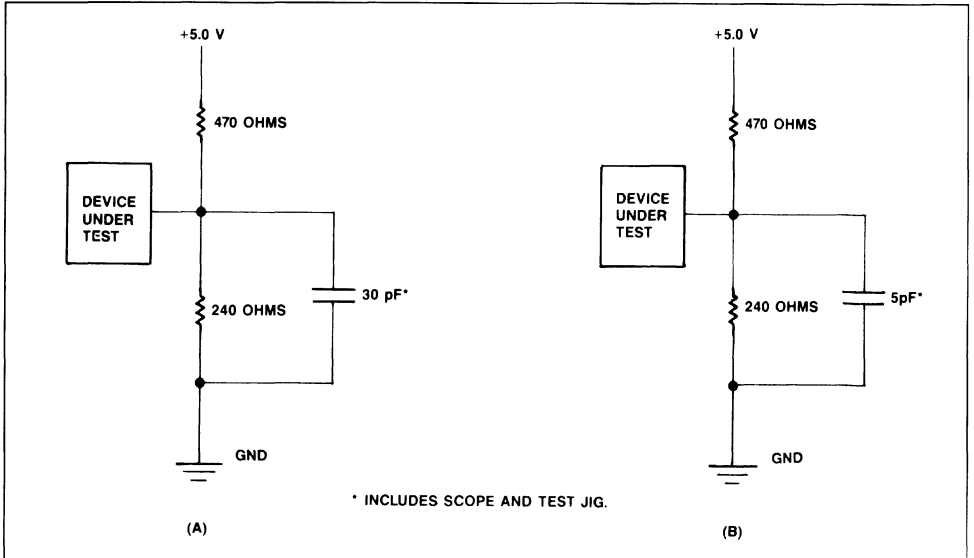 +5.0 V
470 OHMS
DEVICE
UNDER
TEST
240 OHMS
30 pF*
GND
(A)
+5.0 V
470 OHMS
DEVICE
UNDER
TEST
240 OHMS
5pF*
GND
(B)
* INCLUDES SCOPE AND TEST JIG.